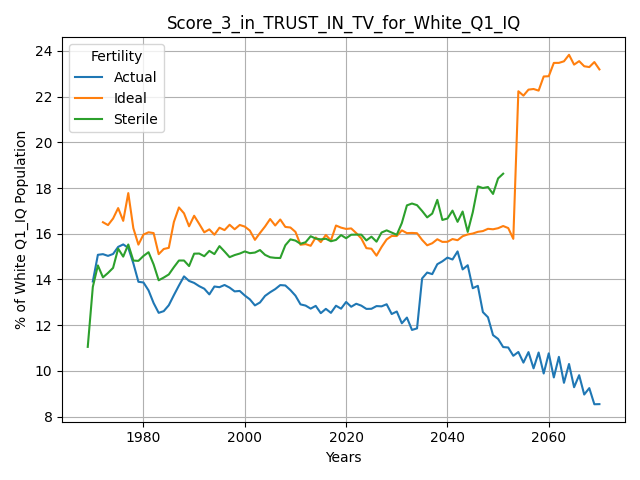 Score_3_in_TRUST_IN_TV_for_White_Q1_IQ
Fertility
Actual
Ideal
Sterile
% of White Q1_IQ Population
24
22
20
18
16
14
12
10
8
1980
2000
2020
2040
2060
Years